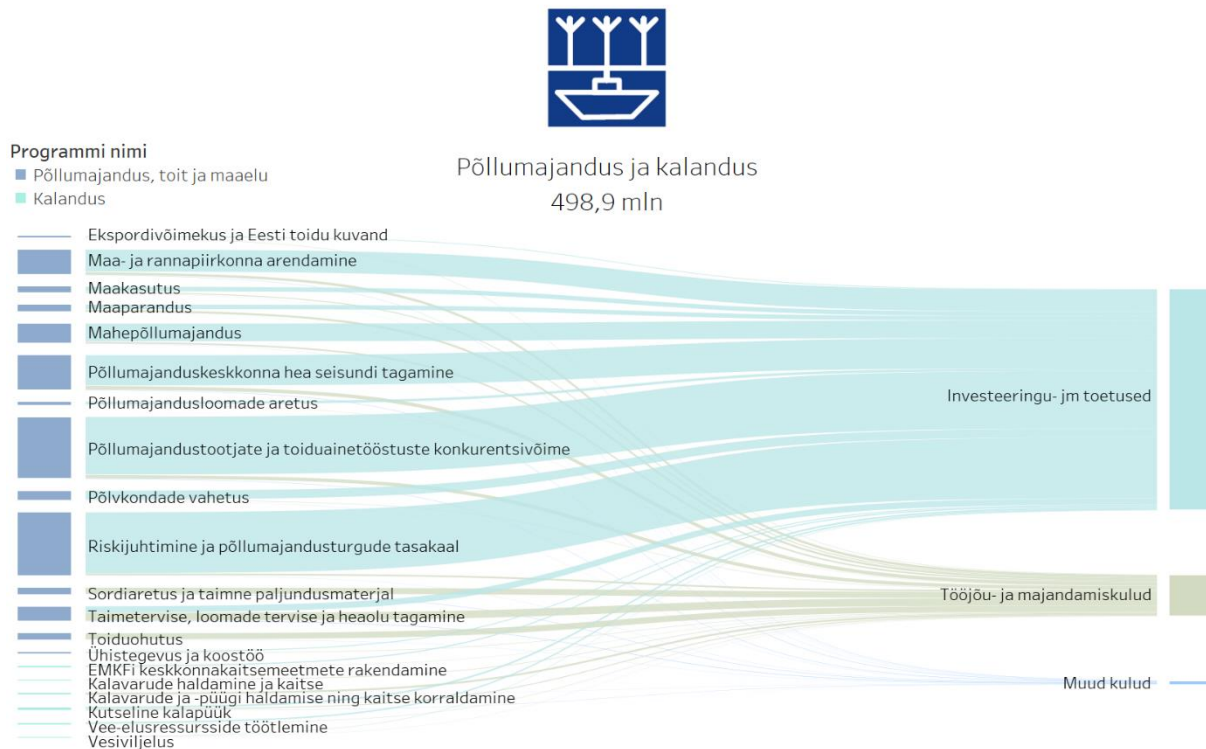 Põllumajandus ja kalandus
498,9 mln
Programmi nimi
Põllumajandus, toit ja maaelu
Kalandus
Ekspordivõimekus ja Eesti toidu kuvand
Maa- ja rannapiirkonna arendamine
Maakasutus
Maaparandus
Mahepõllumajandus
Põllumajanduskeskkonna hea seisundi tagamine
Põllumajandusloomade aretus
Põllumajandustootjate ja toiduainetööstuste konkurentsivõime
Põlvkondade vahetus
Riskijuhtimine ja põllumajandusturgude tasakaal
Sordiaretus ja taimne paljundusmaterjal
Taimetervise, loomade tervise ja heaolu tagamine
Toiduohutus
Ühistegevus ja koostöö
EMKFi keskkonnakaitsemeetmete rakendamine
Kalavarude haldamine ja kaitse
Kalavarude ja -püügi haldamise ning kaitse korraldamine
Kutseline kalapüük
Vee-elusressursside töötlemine
Vesiviljelus
Investeeringu- jm toetused
Tööjõu- ja majandamiskulud
Muud kulud